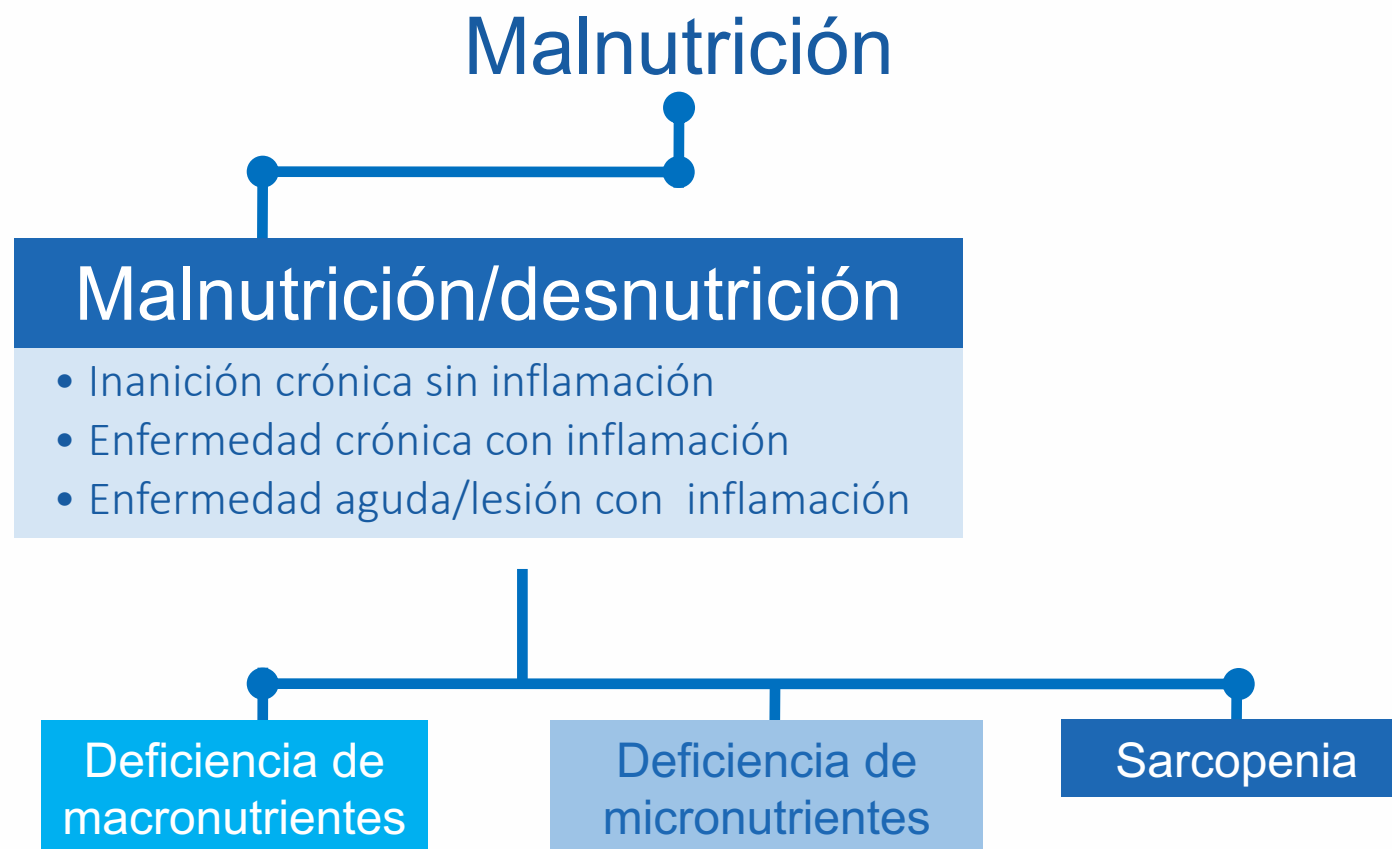 Malnutrición
Malnutrición/desnutrición
• Inanición crónica sin inflamación
• Enfermedad crónica con inflamación
• Enfermedad aguda/lesión con inflamación
Deficiencia de
macronutrientes
Deficiencia de
micronutrientes
Sarcopenia